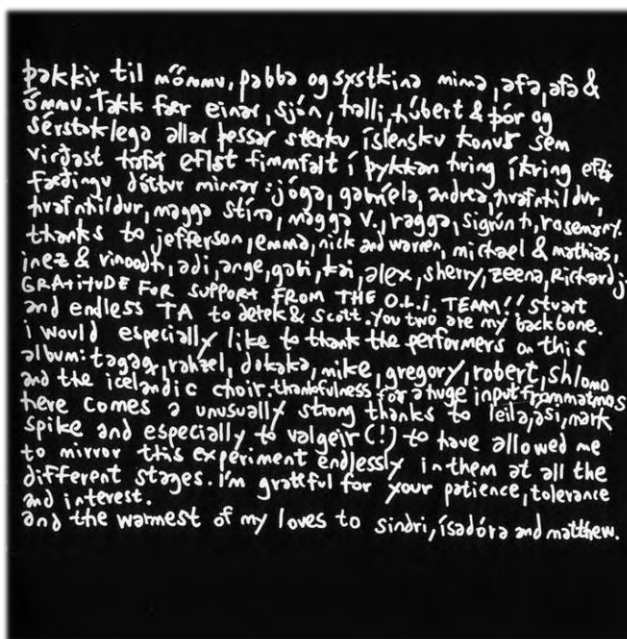 þakkir til mömmu, pabba og systkina minna, afa, afa &
ömmu. takk fær einar, sjón, halli, húbert & þór og
sérstaklega allar þessar sterku íslensku konur sem
virðast hafa eflst fimmfalt í þykkan hring íkring eftir
fæðingu dóttur minnar: jóga, gabríela, andrea, hrafnhildur,
hrafnhildur, magga stína, magga v., ragga, sigrún h, rosemary.
thanks to jefferson, emma, nick and warren, michael & mathias,
inez & vinoodh, adi, ange, gabi, kai, alex, sherry, zeena, Richard j.
GRATITUDE FOR SUPPORT FROM THE O.L.i. TEAM!! stuart
and endless TA to derek & scott. you two are my backbone.
i would especially like to thank the performers on this
album: tagaq, rahzel, dokaka, mike, gregory, robert, shlomo
and the icelandic choir. thankfulness for a huge input from matmos
here comes a unusually strong thanks to leila, asi, mark
spike and especially to valgeir (!) to have allowed me
to mirror this experiment endlessly in them at all the
different stages. I'm grateful for your patience, tolerance
and interest.
and the warmest of my loves to sindri, ísadóra and matthew.